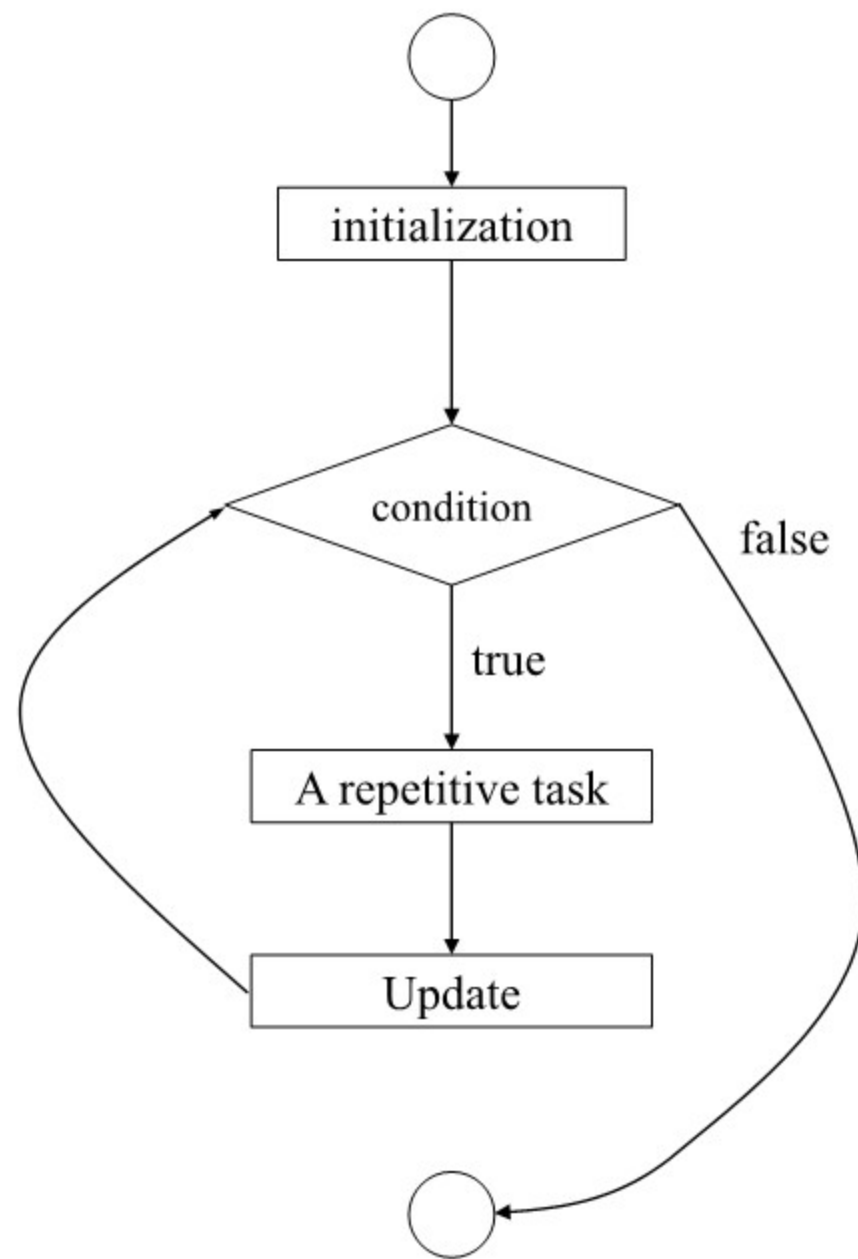 initialization
condition
false
true
A repetitive task
Update